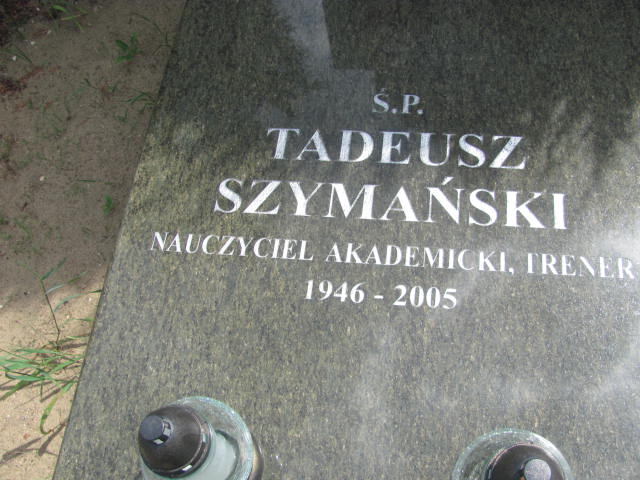 Ś.P.
TADEUSZ
SZYMAŃSKI
NAUCZYCIEL AKADEMICKI, TRENER
1946 - 2005